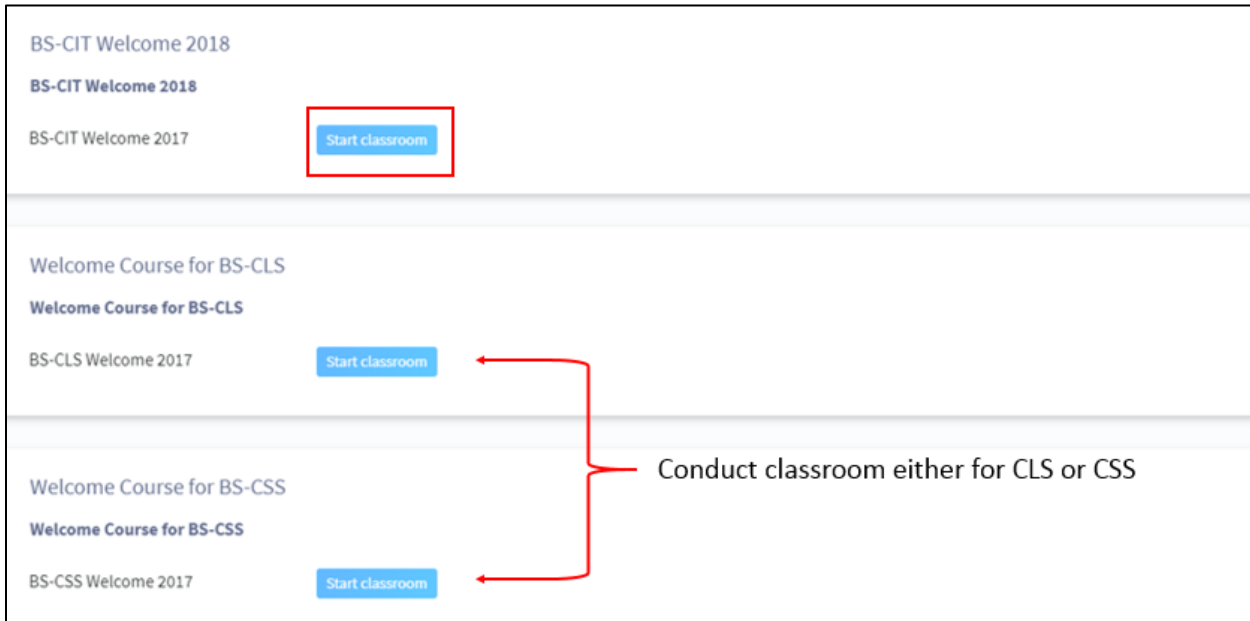 BS-CIT Welcome 2018
BS-CIT Welcome 2018
BS-CIT Welcome 2017 Start classroom
Welcome Course for BS-CLS
Welcome Course for BS-CLS
BS-CLS Welcome 2017 Start classroom
Conduct classroom either for CLS or CSS
Welcome Course for BS-CSS
Welcome Course for BS-CSS
BS-CSS Welcome 2017 Start classroom